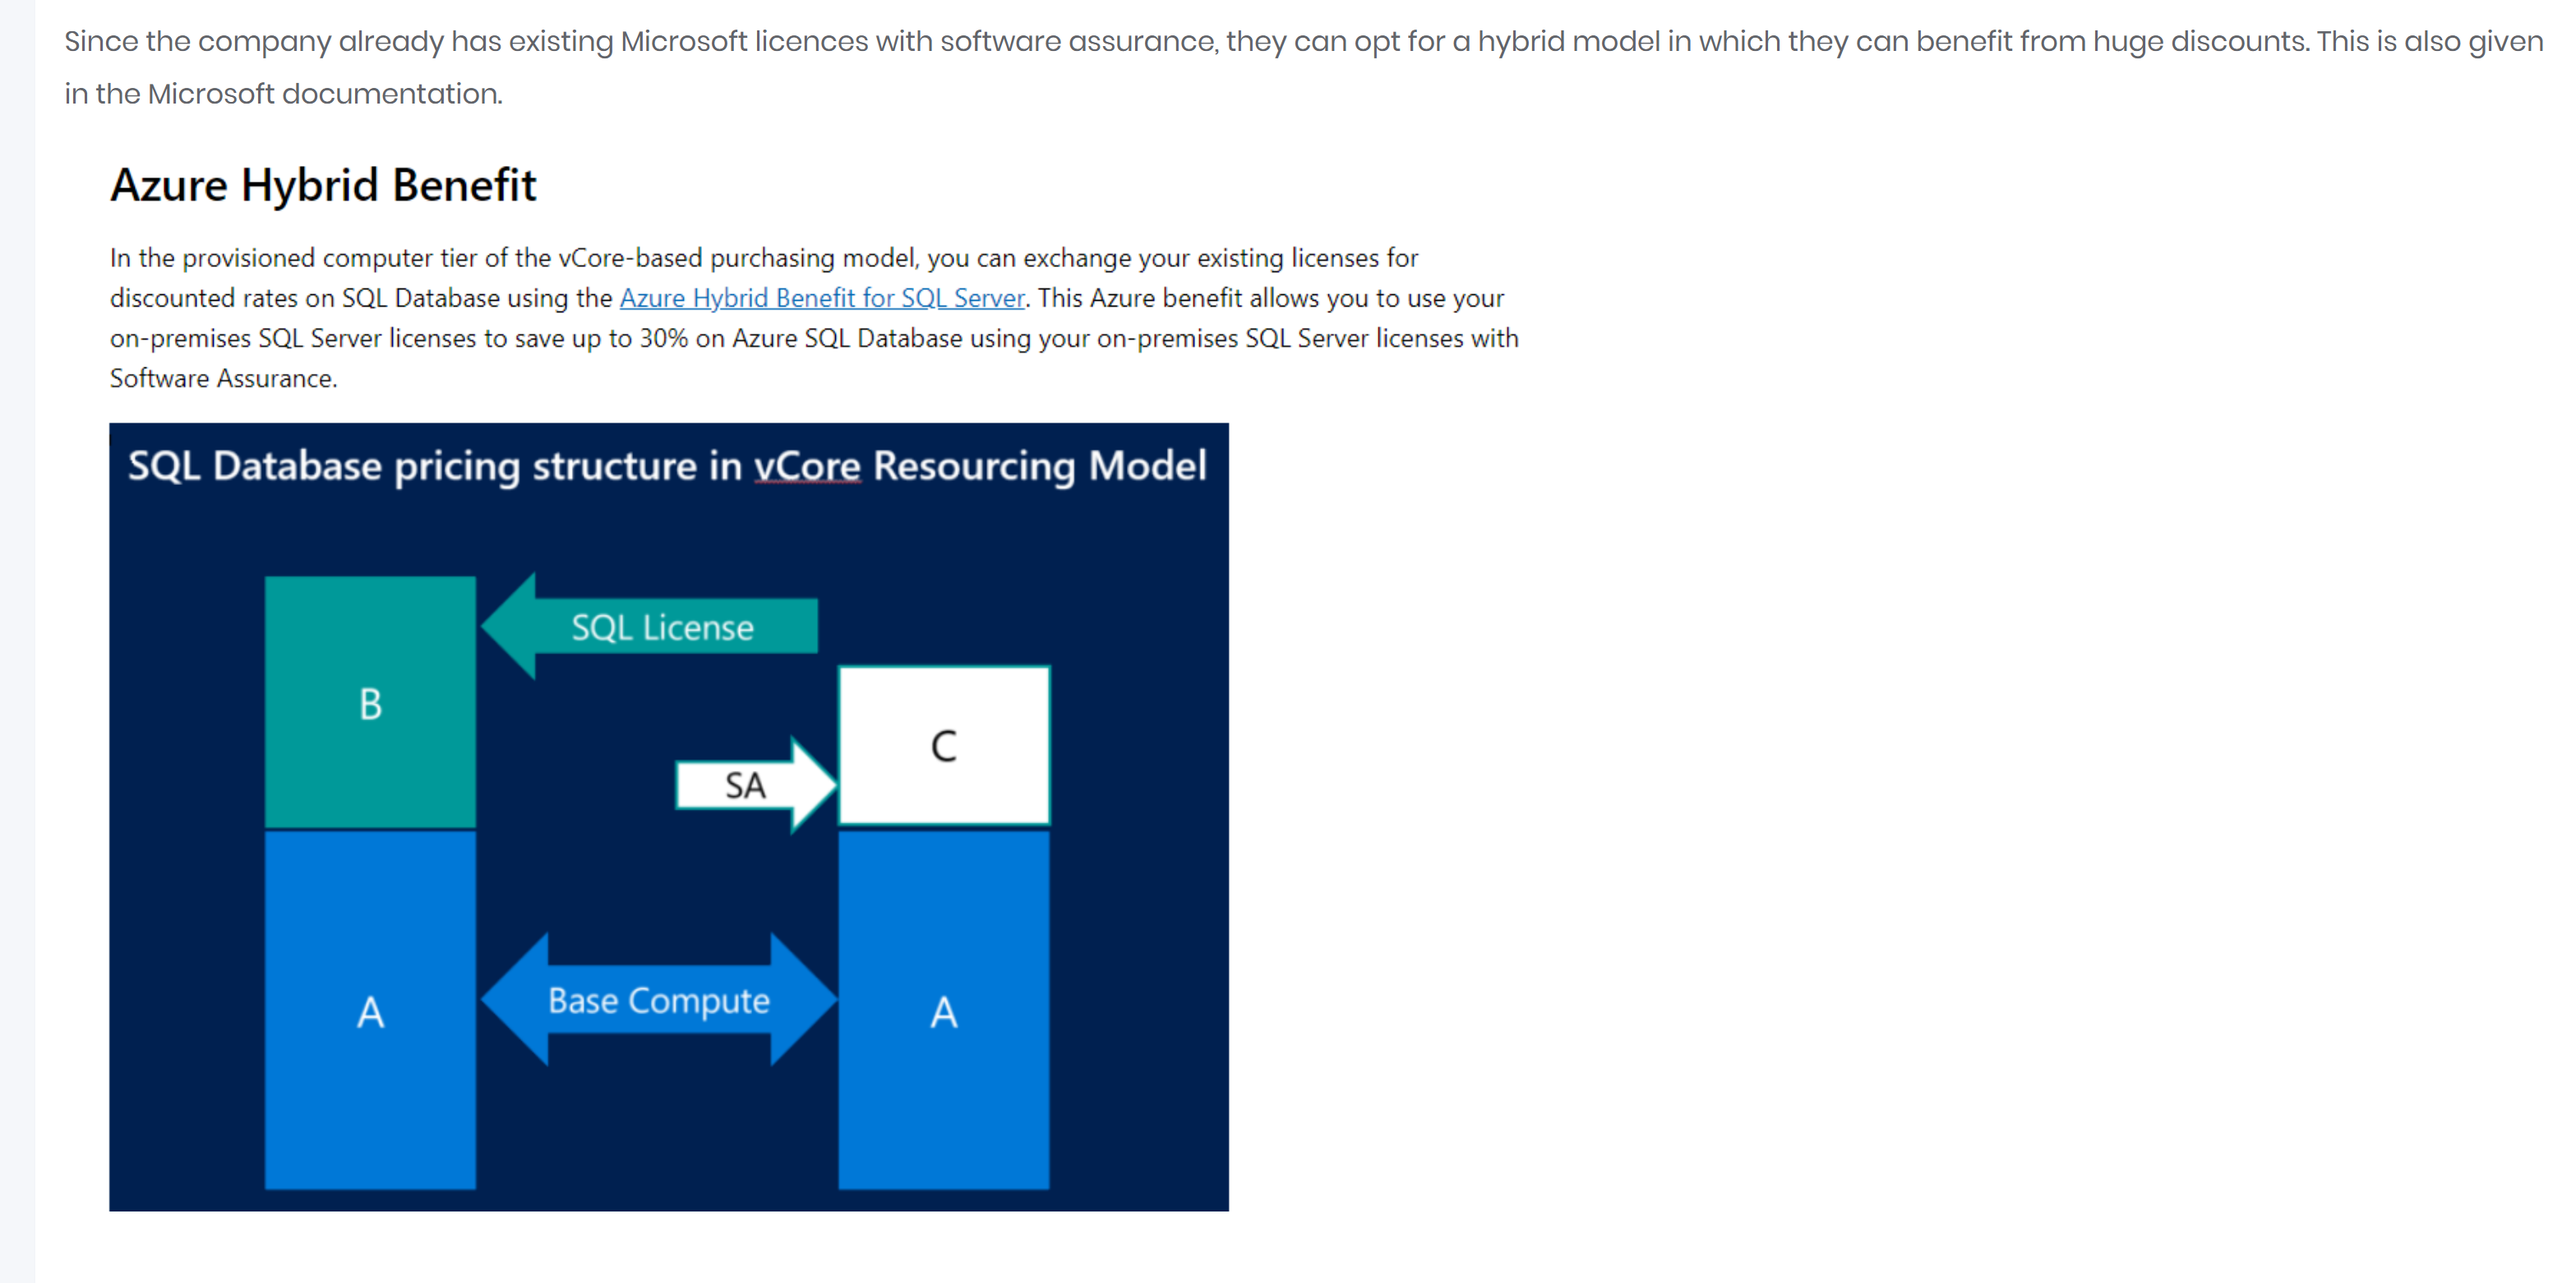 Since the company already has existing Microsoft licences with software assurance, they can opt for a hybrid model in which they can benefit from huge discounts. This is also given
in the Microsoft documentation.
Azure Hybrid Benefit
In the provisioned computer tier of the vCore-based purchasing model, you can exchange your existing licenses for
discounted rates on SQL Database using the Azure Hybrid Benefit for SQL Server. This Azure benefit allows you to use your
on-premises SQL Server licenses to save up to 30% on Azure SQL Database using your on-premises SQL Server licenses with
Software Assurance.
SQL Database pricing structure in vCore Resourcing Model
SQL License
B
C
SA
A
Base Compute
A